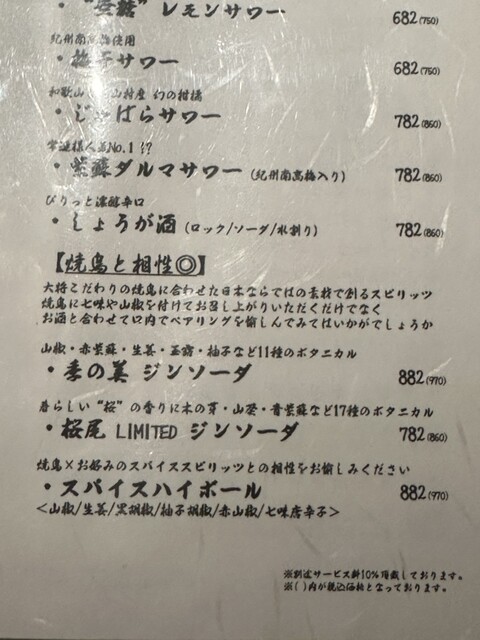 ・"無糖" レモンサワー 682(750)
紀州南高梅使用
・梅干サワー 682(750)
和歌山 山村産 幻の柑橘
・じゃばらサワー 782(860)
常連様人気No.1!?
・紫蘇ダルマサワー (紀州南高梅入り) 782(860)
ぴりっと濃醇辛口
・しょうが酒 (ロック/ソーダ/水割り) 782(860)
【焼鳥と相性◎】
大将こだわりの焼鳥に合わせた日本ならではの素材で創るスピリッツ
焼鳥に七味や山椒を付けてお召し上がりいただくだけでなく
お酒と合わせて口内でペアリングを愉しんでみてはいかがでしょうか
山椒・赤紫蘇・生姜・玉露・柚子など11種のボタニカル
・季の美 ジンソーダ 882(970)
春らしい"桜"の香りに木の芽・山葵・青紫蘇など17種のボタニカル
・桜尾 LIMITED ジンソーダ 782(860)
焼鳥×お好みのスパイススピリッツとの相性をお愉しみください
・スパイスハイボール 882(970)
<山椒/生姜/黒胡椒/柚子胡椒/赤山椒/七味唐辛子>
※別途サービス料10%頂戴しております。
※( )内が税込価格となっております。